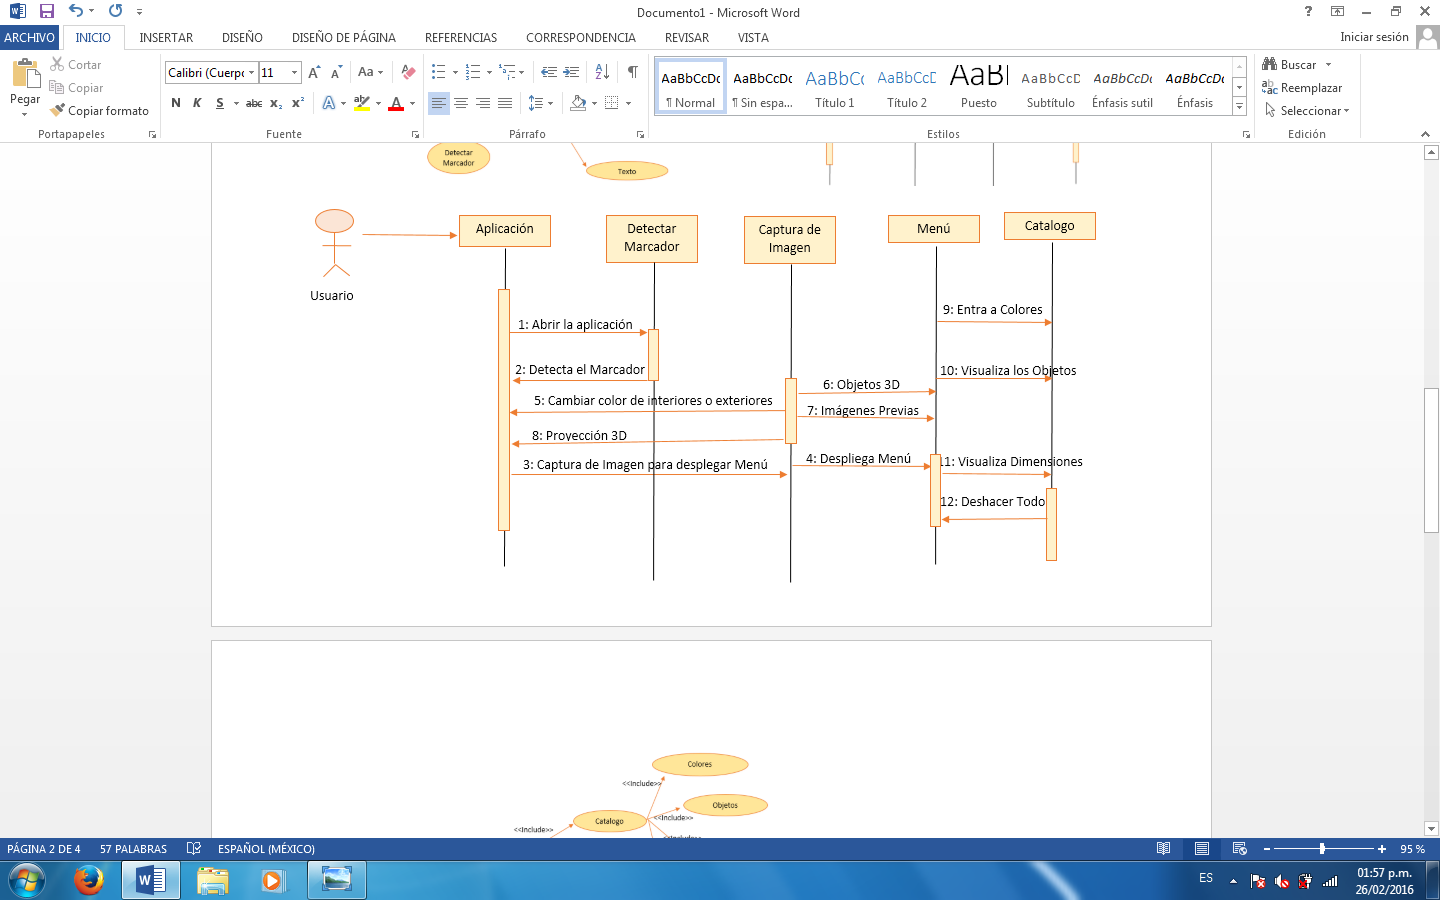 Documento1 - Microsoft Word
ARCHIVO INICIO INSERTAR DISEÑO DISEÑO DE PÁGINA REFERENCIAS CORRESPONDENCIA REVISAR VISTA Iniciar sesión
Pegar
Cortar
Copiar
Copiar formato
Portapapeles
Calibri (Cuerpo 11
N K S abc x₂ x²
Fuente
Párrafo
AaBbCcDc AaBbCcDc AaBbCc AaBbCcD AaB AaBbCcD AaBbCcDc AaBbCcDc
¶ Normal ¶ Sin espa... Título 1 Título 2 Puesto Subtítulo Énfasis sutil Énfasis
Estilos
Buscar
Reemplazar
Seleccionar
Edición
Detectar
Marcador
Texto
Usuario
Aplicación
Detectar
Marcador
Captura de
Imagen
Menú
Catalogo
1: Abrir la aplicación
2: Detecta el Marcador
5: Cambiar color de interiores o exteriores
8: Proyección 3D
3: Captura de Imagen para desplegar Menú
6: Objetos 3D
7: Imágenes Previas
4: Despliega Menú
9: Entra a Colores
10: Visualiza los Objetos
11: Visualiza Dimensiones
12: Deshacer Todo
Colores
<<Include>>
Objetos
Catalogo
<<Include>>
<<Include>>
PÁGINA 2 DE 4 57 PALABRAS ESPAÑOL (MÉXICO) 95 %
ES 01:57 p.m.
26/02/2016